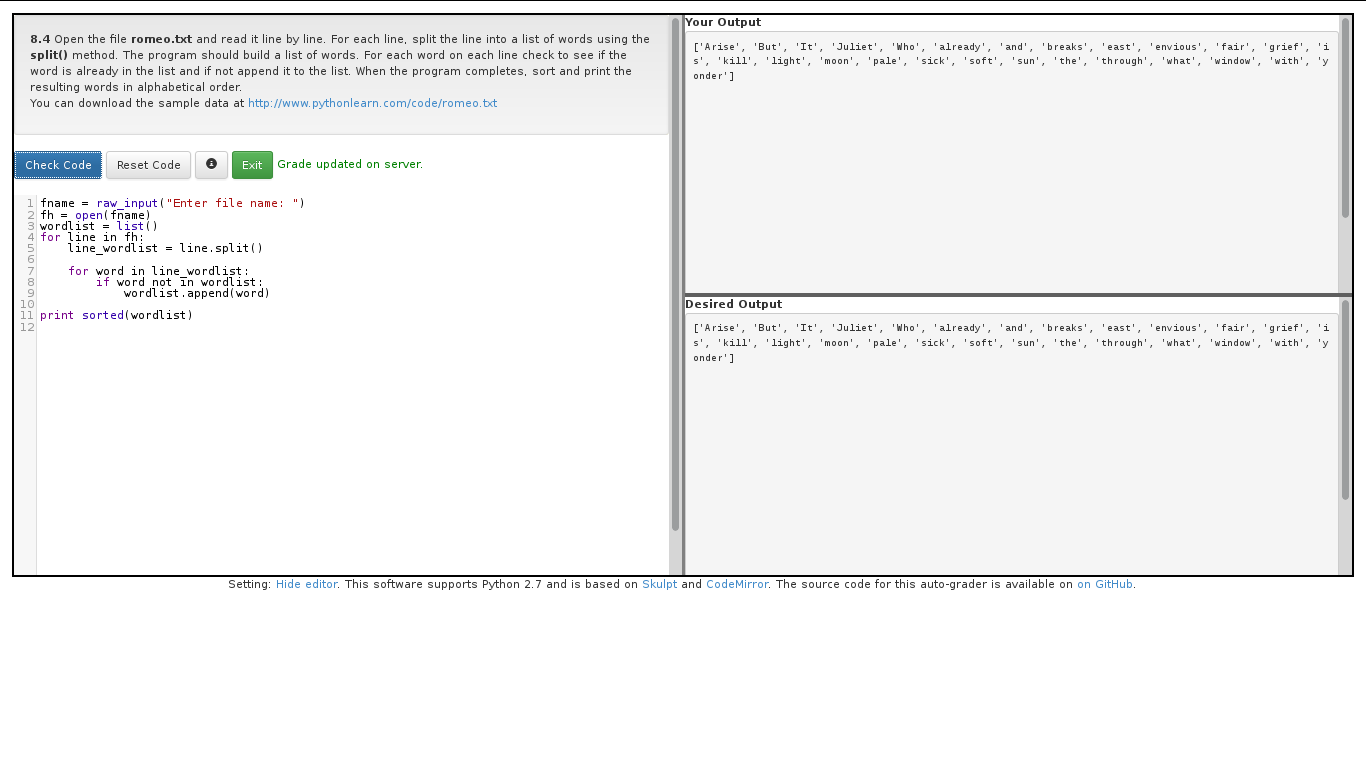 8.4 Open the file romeo.txt and read it line by line. For each line, split the line into a list of words using the
split() method. The program should build a list of words. For each word on each line check to see if the
word is already in the list and if not append it to the list. When the program completes, sort and print the
resulting words in alphabetical order.
You can download the sample data at http://www.pythonlearn.com/code/romeo.txt
Check Code Reset Code Exit Grade updated on server.
1 fname = raw_input("Enter file name: ")
2 fh = open(fname)
3 wordlist = list()
4 for line in fh:
5     line_wordlist = line.split()
6
7     for word in line_wordlist:
8         if word not in wordlist:
9             wordlist.append(word)
10
11 print sorted(wordlist)
12
Your Output
['Arise', 'But', 'It', 'Juliet', 'Who', 'already', 'and', 'breaks', 'east', 'envious', 'fair', 'grief', 'i
s', 'kill', 'light', 'moon', 'pale', 'sick', 'soft', 'sun', 'the', 'through', 'what', 'window', 'with', 'y
onder']
Desired Output
['Arise', 'But', 'It', 'Juliet', 'Who', 'already', 'and', 'breaks', 'east', 'envious', 'fair', 'grief', 'i
s', 'kill', 'light', 'moon', 'pale', 'sick', 'soft', 'sun', 'the', 'through', 'what', 'window', 'with', 'y
onder']
Setting: Hide editor. This software supports Python 2.7 and is based on Skulpt and CodeMirror. The source code for this auto-grader is available on on GitHub.